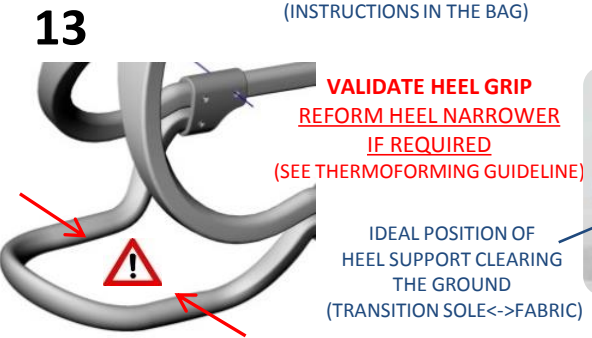 (INSTRUCTIONS IN THE BAG)
13
VALIDATE HEEL GRIP
REFORM HEEL NARROWER
IF REQUIRED
(SEE THERMOFORMING GUIDELINE)
!
IDEAL POSITION OF
HEEL SUPPORT CLEARING
THE GROUND
(TRANSITION SOLE<->FABRIC)